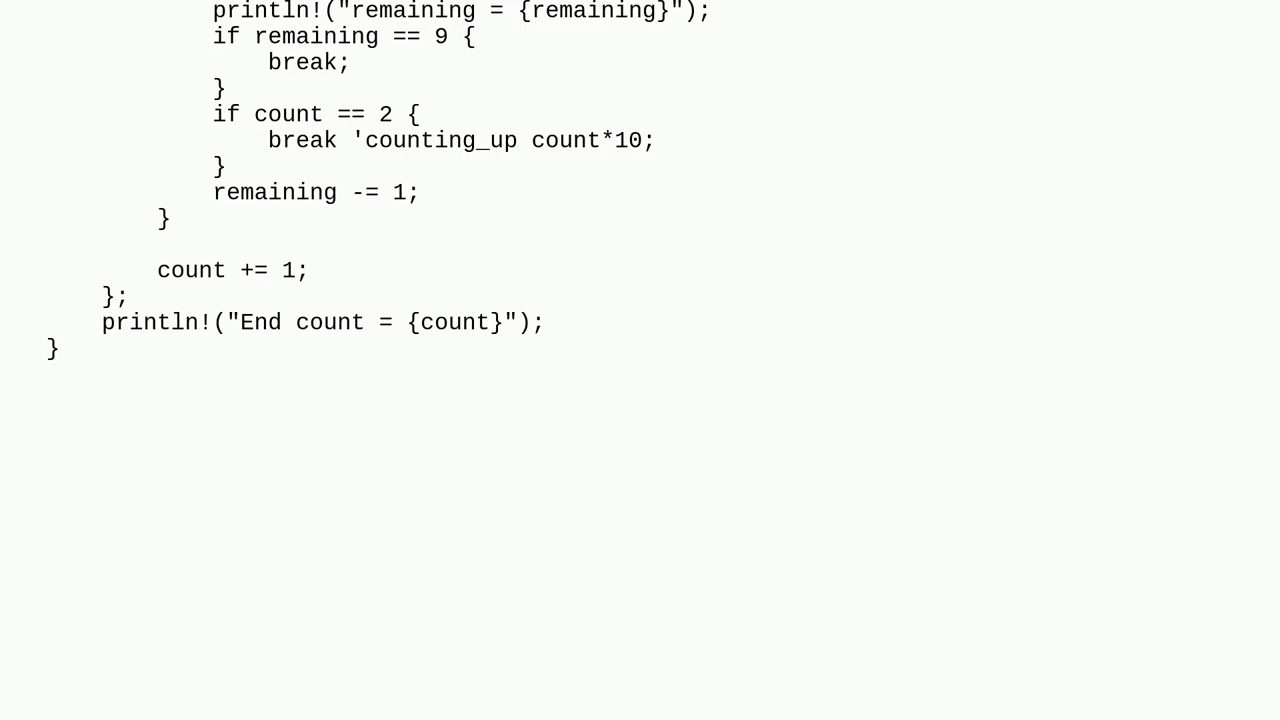 println!("remaining = {remaining}");
if remaining == 9 {
break;
}
if count == 2 {
break 'counting_up count*10;
}
remaining -= 1;
}
count += 1;
};
println!("End count = {count}");
}